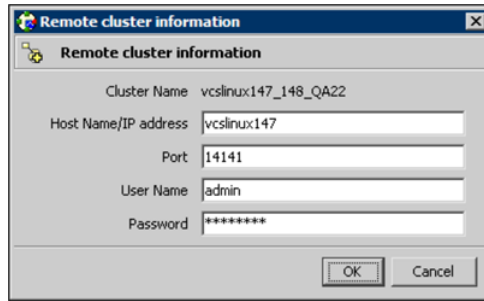 Remote cluster information
Remote cluster information
Cluster Name vcslinux147_148_QA22
Host Name/IP address vcslinux147
Port 14141
User Name admin
Password ********
OK Cancel